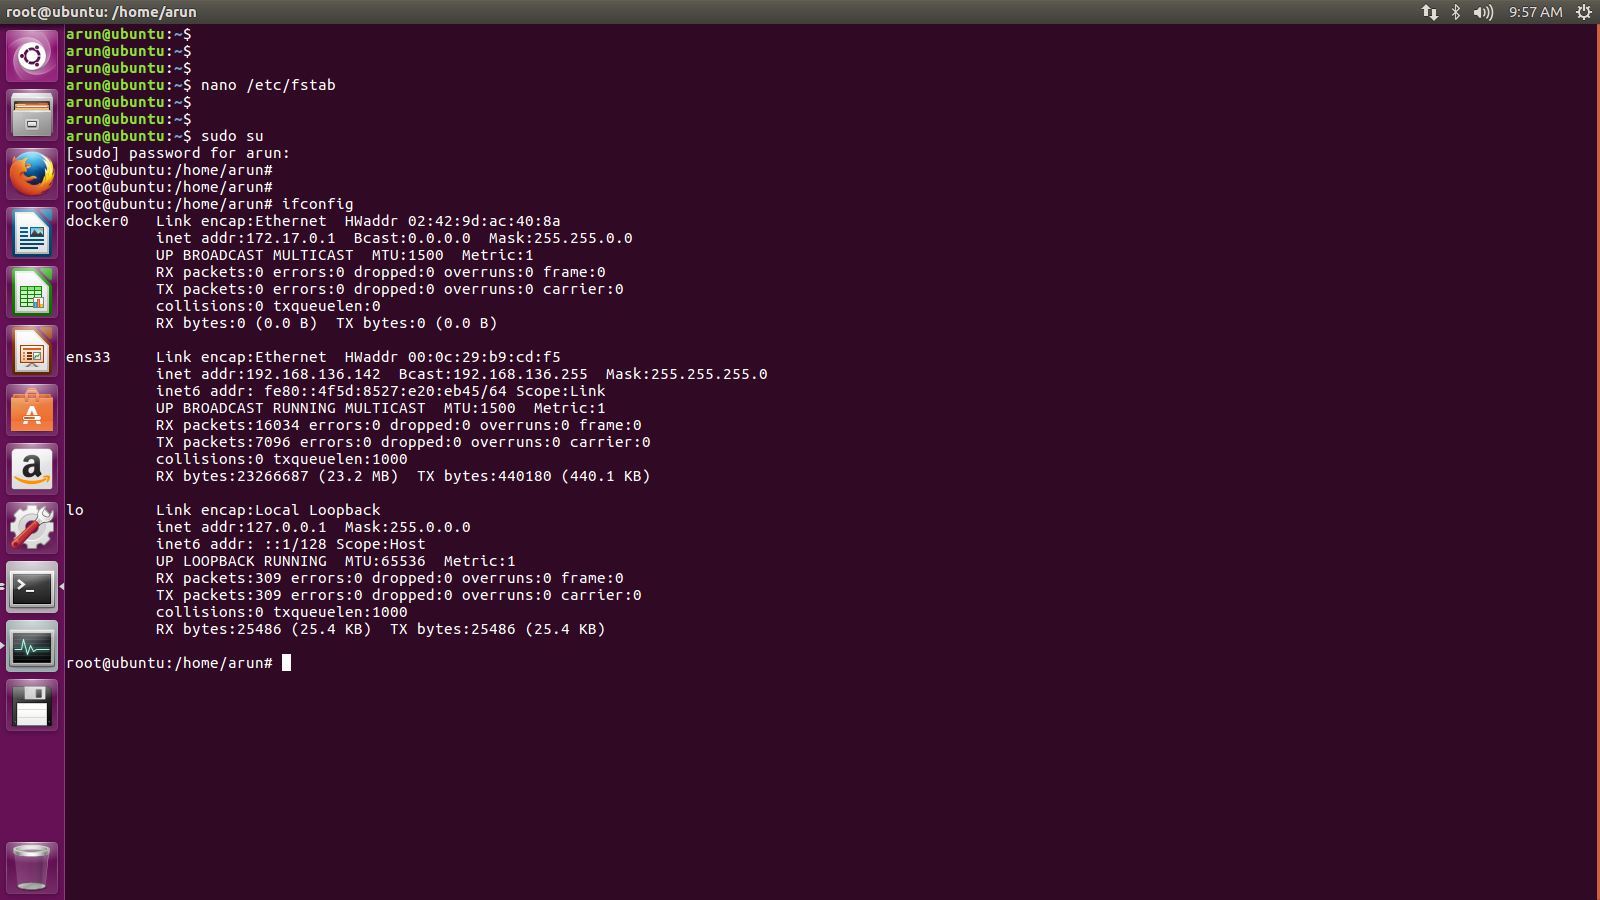 root@ubuntu: /home/arun
9:57 AM
arun@ubuntu:~$
arun@ubuntu:~$
arun@ubuntu:~$
arun@ubuntu:~$ nano /etc/fstab
arun@ubuntu:~$
arun@ubuntu:~$
arun@ubuntu:~$ sudo su
[sudo] password for arun:
root@ubuntu:/home/arun#
root@ubuntu:/home/arun#
root@ubuntu:/home/arun# ifconfig
docker0   Link encap:Ethernet  HWaddr 02:42:9d:ac:40:8a
          inet addr:172.17.0.1  Bcast:0.0.0.0  Mask:255.255.0.0
          UP BROADCAST MULTICAST  MTU:1500  Metric:1
          RX packets:0 errors:0 dropped:0 overruns:0 frame:0
          TX packets:0 errors:0 dropped:0 overruns:0 carrier:0
          collisions:0 txqueuelen:0
          RX bytes:0 (0.0 B)  TX bytes:0 (0.0 B)

ens33     Link encap:Ethernet  HWaddr 00:0c:29:b9:cd:f5
          inet addr:192.168.136.142  Bcast:192.168.136.255  Mask:255.255.255.0
          inet6 addr: fe80::4f5d:8527:e20:eb45/64 Scope:Link
          UP BROADCAST RUNNING MULTICAST  MTU:1500  Metric:1
          RX packets:16034 errors:0 dropped:0 overruns:0 frame:0
          TX packets:7096 errors:0 dropped:0 overruns:0 carrier:0
          collisions:0 txqueuelen:1000
          RX bytes:23266687 (23.2 MB)  TX bytes:440180 (440.1 KB)

lo        Link encap:Local Loopback
          inet addr:127.0.0.1  Mask:255.0.0.0
          inet6 addr: ::1/128 Scope:Host
          UP LOOPBACK RUNNING  MTU:65536  Metric:1
          RX packets:309 errors:0 dropped:0 overruns:0 frame:0
          TX packets:309 errors:0 dropped:0 overruns:0 carrier:0
          collisions:0 txqueuelen:1000
          RX bytes:25486 (25.4 KB)  TX bytes:25486 (25.4 KB)

root@ubuntu:/home/arun#